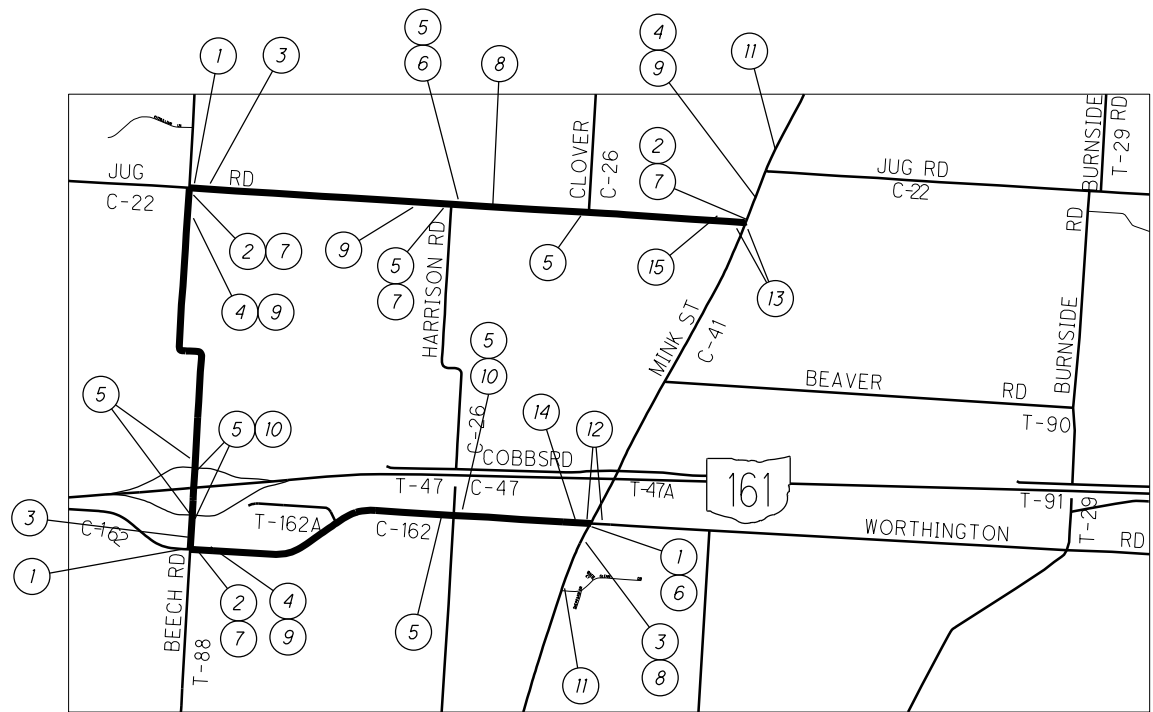 5
6
1
3
8
4
9
11
2
7
JUG RD
C-22
CLOVER
C-26
JUG RD
C-22
BURNSIDE
T-29 RD
2 7
9
5
7
5
15
13
4 9
HARRISON RD
MINK ST
C-41
BURNSIDE RD
5
10
BEAVER RD
T-90
5
5 10
14
12
C-26
COBBSRD
T-47
C-47
T-47A
161
T-91
T-29
3
C-162
T-162A
C-162
WORTHINGTON RD
1
BEECH RD
T-88
2
7
4
9
5
1
6
3
8
11